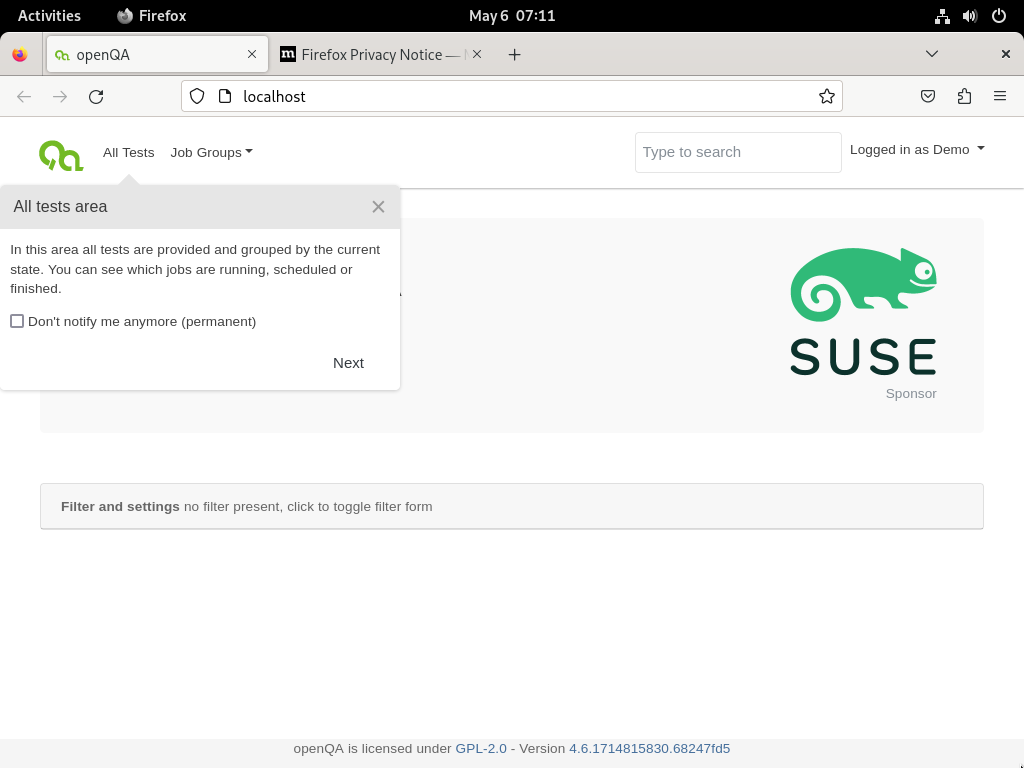 Activities
Firefox
May 6 07:11
openQA
Firefox Privacy Notice —
localhost
All Tests
Job Groups
Type to search
Logged in as Demo
All tests area
In this area all tests are provided and grouped by the current
state. You can see which jobs are running, scheduled or
finished.
Don't notify me anymore (permanent)
Next
SUSE
Sponsor
Filter and settings no filter present, click to toggle filter form
openQA is licensed under GPL-2.0 - Version 4.6.1714815830.68247fd5